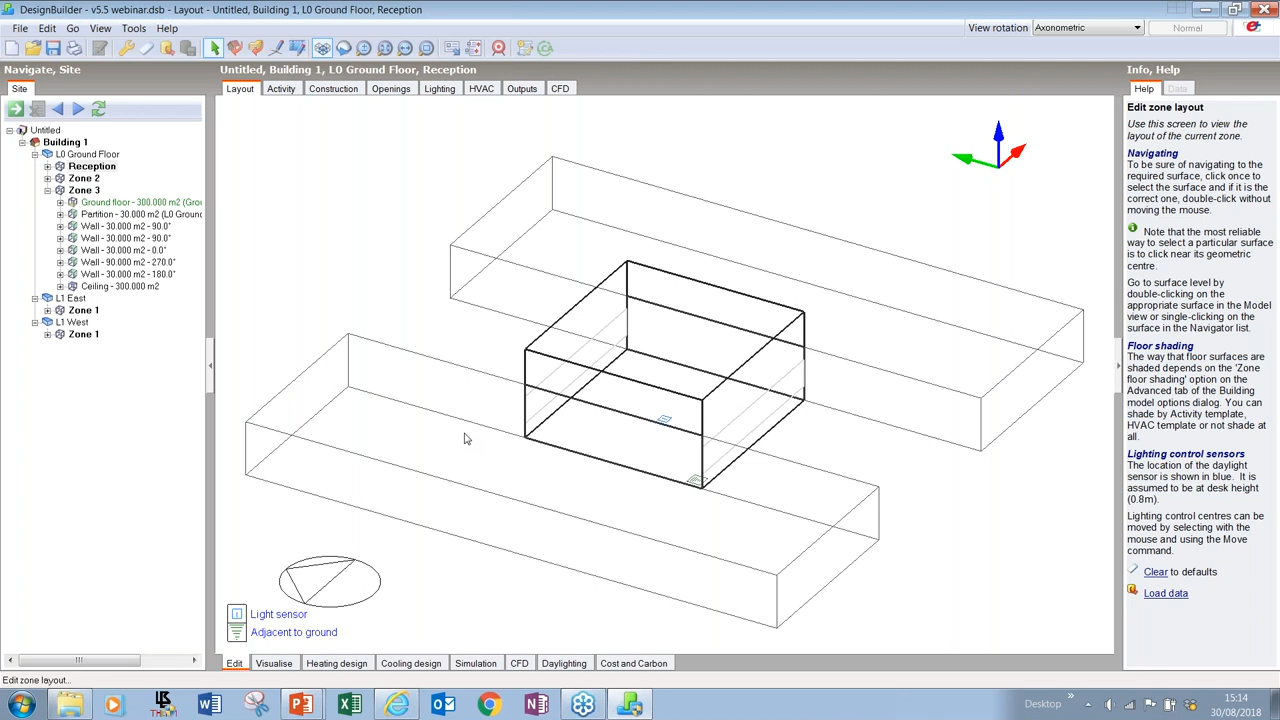 DesignBuilder - v5.5 webinar.dsb - Layout - Untitled, Building 1, L0 Ground Floor, Reception
File Edit Go View Tools Help
View rotation Axonometric Normal
Navigate, Site
Untitled, Building 1, L0 Ground Floor, Reception
Info, Help
Site
Layout Activity Construction Openings Lighting HVAC Outputs CFD
Help Data
Untitled
Building 1
L0 Ground Floor
Reception
Zone 2
Zone 3
Ground floor - 300.000 m2 (Grou
Partition - 30.000 m2 (L0 Ground
Wall - 30.000 m2 - 90.0°
Wall - 30.000 m2 - 90.0°
Wall - 30.000 m2 - 0.0°
Wall - 90.000 m2 - 270.0°
Wall - 30.000 m2 - 180.0°
Ceiling - 300.000 m2
L1 East
Zone 1
L1 West
Zone 1
Light sensor
Adjacent to ground
Edit zone layout
Use this screen to view the
layout of the current zone.
Navigating
To be sure of navigating to the
required surface, click once to
select the surface and if it is the
correct one, double-click without
moving the mouse.
Note that the most reliable
way to select a particular surface
is to click near its geometric
centre.
Go to surface level by
double-clicking on the
appropriate surface in the Model
view or single-clicking on the
surface in the Navigator list.
Floor shading
The way that floor surfaces are
shaded depends on the 'Zone
floor shading' option on the
Advanced tab of the Building
model options dialog. You can
shade by Activity template,
HVAC template or not shade at
all.
Lighting control sensors
The location of the daylight
sensor is shown in blue. It is
assumed to be at desk height
(0.8m).
Lighting control centres can be
moved by selecting with the
mouse and using the Move
command.
Clear to defaults
Load data
Edit Visualise Heating design Cooling design Simulation CFD Daylighting Cost and Carbon
Edit zone layout...
Desktop
15:14
30/08/2018